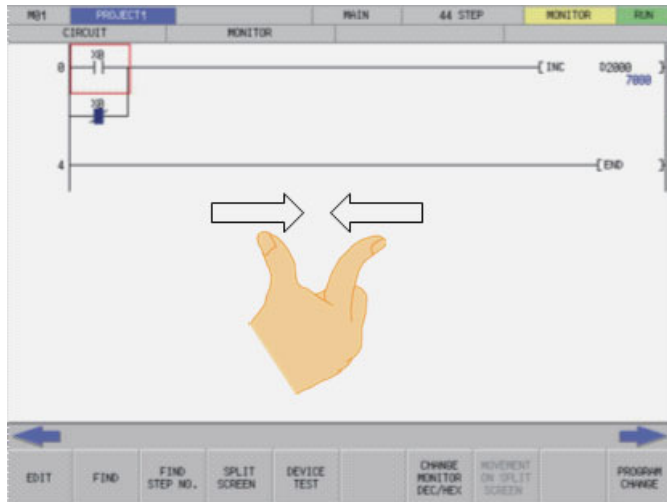 M01 PROJECT1 MAIN 44 STEP MONITOR RUN
CIRCUIT MONITOR
X0
0 INC D2000
7000
X0
4 END
EDIT FIND FIND STEP NO. SPLIT SCREEN DEVICE TEST CHANGE MONITOR DEC/HEX MOVEMENT ON SPLIT SCREEN PROGRAM CHANGE